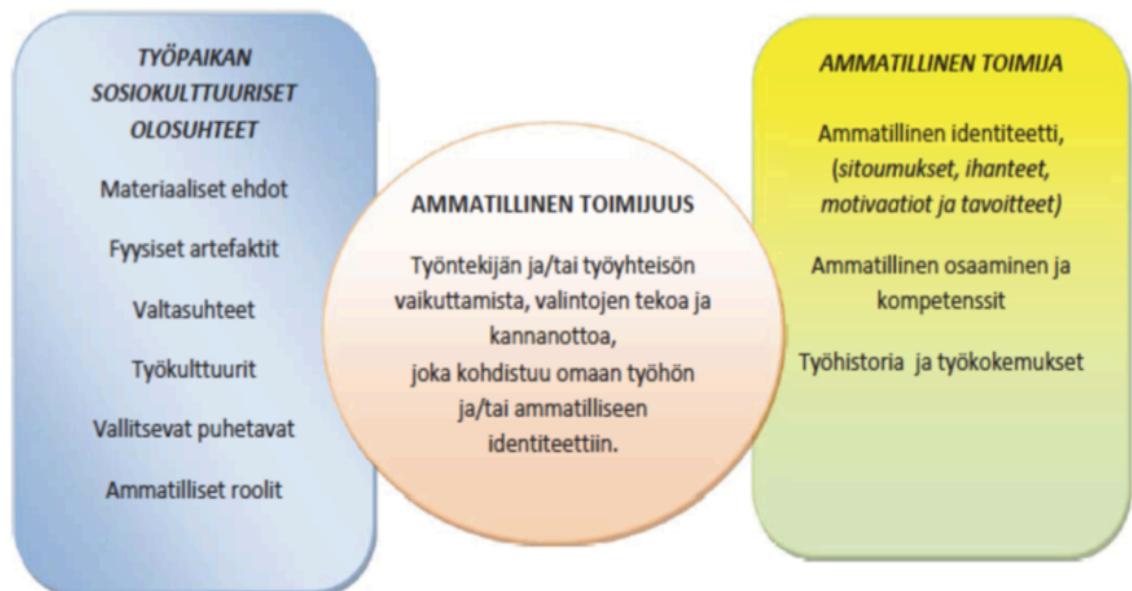 TYÖPAIKAN
SOSIOKULTTUURISET
OLOSUHTEET
Materiaaliset ehdot
Fyysiset artefaktit
Valtasuhteet
Työkulttuurit
Vallitsevat puhetavat
Ammatilliset roolit
AMMATILLINEN TOIMIJUUS
Työntekijän ja/tai työyhteisön
vaikuttamista, valintojen tekoa ja
kannanottoa,
joka kohdistuu omaan työhön
ja/tai ammatilliseen
identiteettiin.
AMMATILLINEN TOIMIJA
Ammatillinen identiteetti,
(sitoumukset, ihanteet,
motivaatiot ja tavoitteet)
Ammatillinen osaaminen ja
kompetenssit
Työhistoria ja työkokemukset